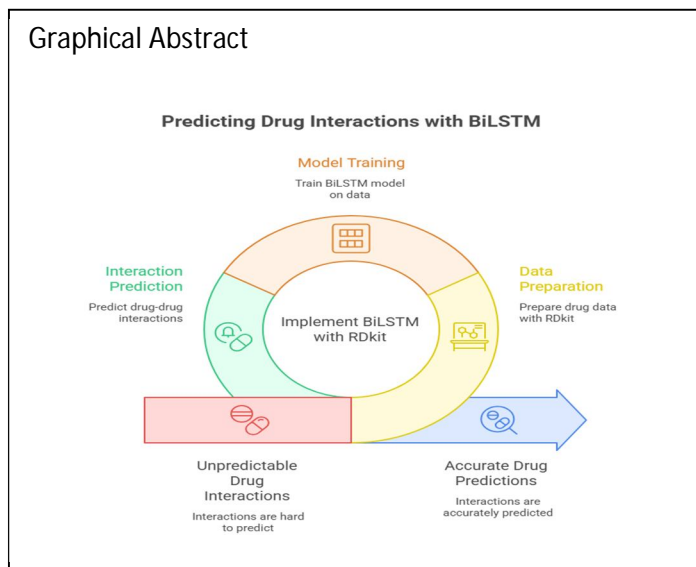 Graphical Abstract
Predicting Drug Interactions with BiLSTM
Model Training
Train BiLSTM model
on data
Interaction
Prediction
Predict drug-drug
interactions
Data
Preparation
Prepare drug data
with RDkit
Implement BiLSTM
with RDkit
Unpredictable
Drug
Interactions
Interactions are hard
to predict
Accurate Drug
Predictions
Interactions are
accurately predicted